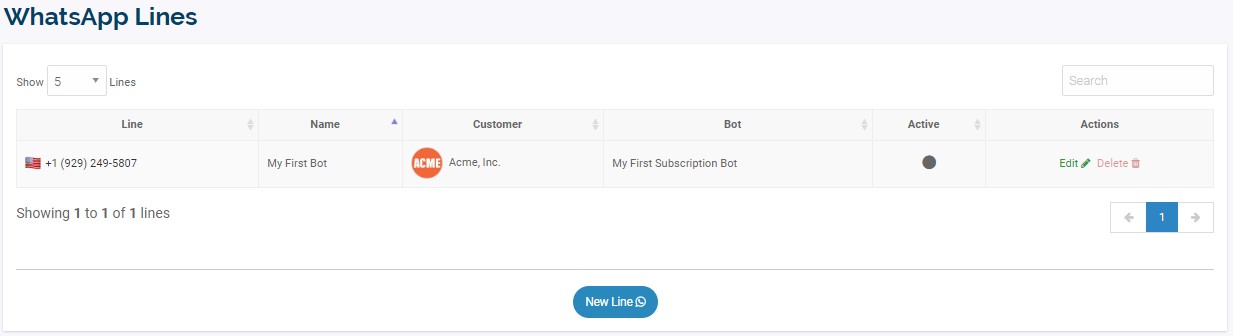 WhatsApp Lines
Show 5 Lines
Search
Line Name Customer Bot Active Actions
+1 (929) 249-5807 My First Bot ACME Acme, Inc. My First Subscription Bot Edit Delete
Showing 1 to 1 of 1 lines
1
New Line